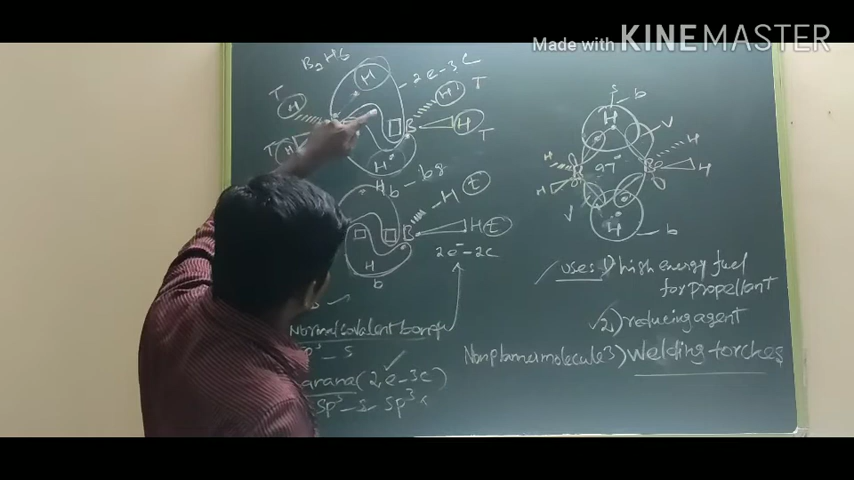 Made with KINEMASTER
B2H6
H
2e-3c
T
H
H
T
B
H
T
T
H
H
b
b
H
B
H
t
H
t
b
2e⁻-2c
Normal covalent bond
sp³-s
(2e-3c)
sp³-s-sp³
s
b
H
H
H
97°
B
H
H
H
b
uses 1) high energy fuel
for propellant
2) reducing agent
Nonplanar molecule 3) welding torches